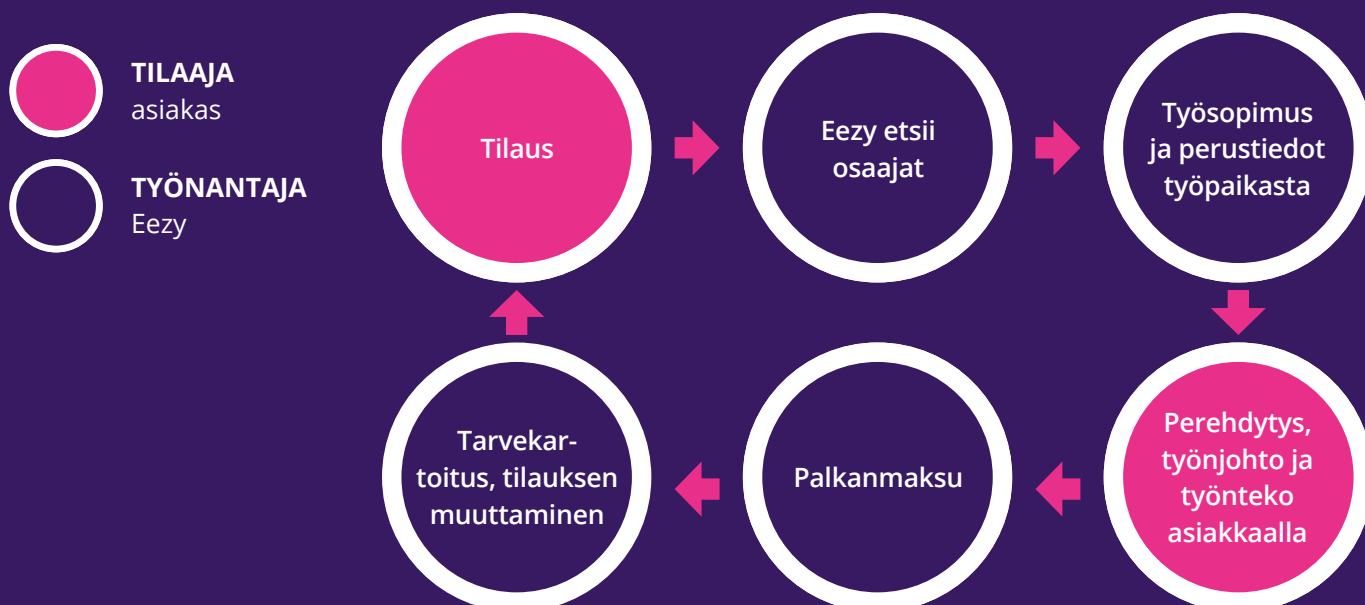 TILAAJA
asiakas
TYÖNANTAJA
Eezy
Tilaus
Eezy etsii
osaajat
Työsopimus
ja perustiedot
työpaikasta
Perehdytys,
työnjohto ja
työnteko
asiakkaalla
Palkanmaksu
Tarvekar-
toitus, tilauksen
muuttaminen